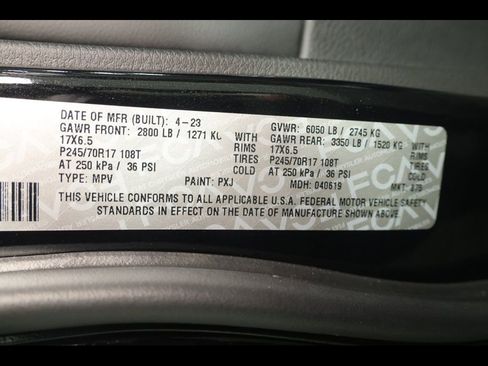 DATE OF MFR (BUILT): 4-23 GVWR: 6050 LB / 2745 KG
GAWR FRONT: 2800 LB / 1271 KG WITH GAWR REAR: 3350 LB / 1520 KG WITH
17X6.5 RIMS 17X6.5 RIMS
P245/70R17 108T TIRES P245/70R17 108T TIRES
AT 250 kPa / 36 PSI COLD AT 250 kPa / 36 PSI COLD
TYPE: MPV PAINT: PXJ MDH: 040619 MKT:
THIS VEHICLE CONFORMS TO ALL APPLICABLE U.S.A. FEDERAL MOTOR VEHICLE SAFETY
STANDARDS IN EFFECT ON THE DATE OF MANUFACTURE SHOWN ABOVE.